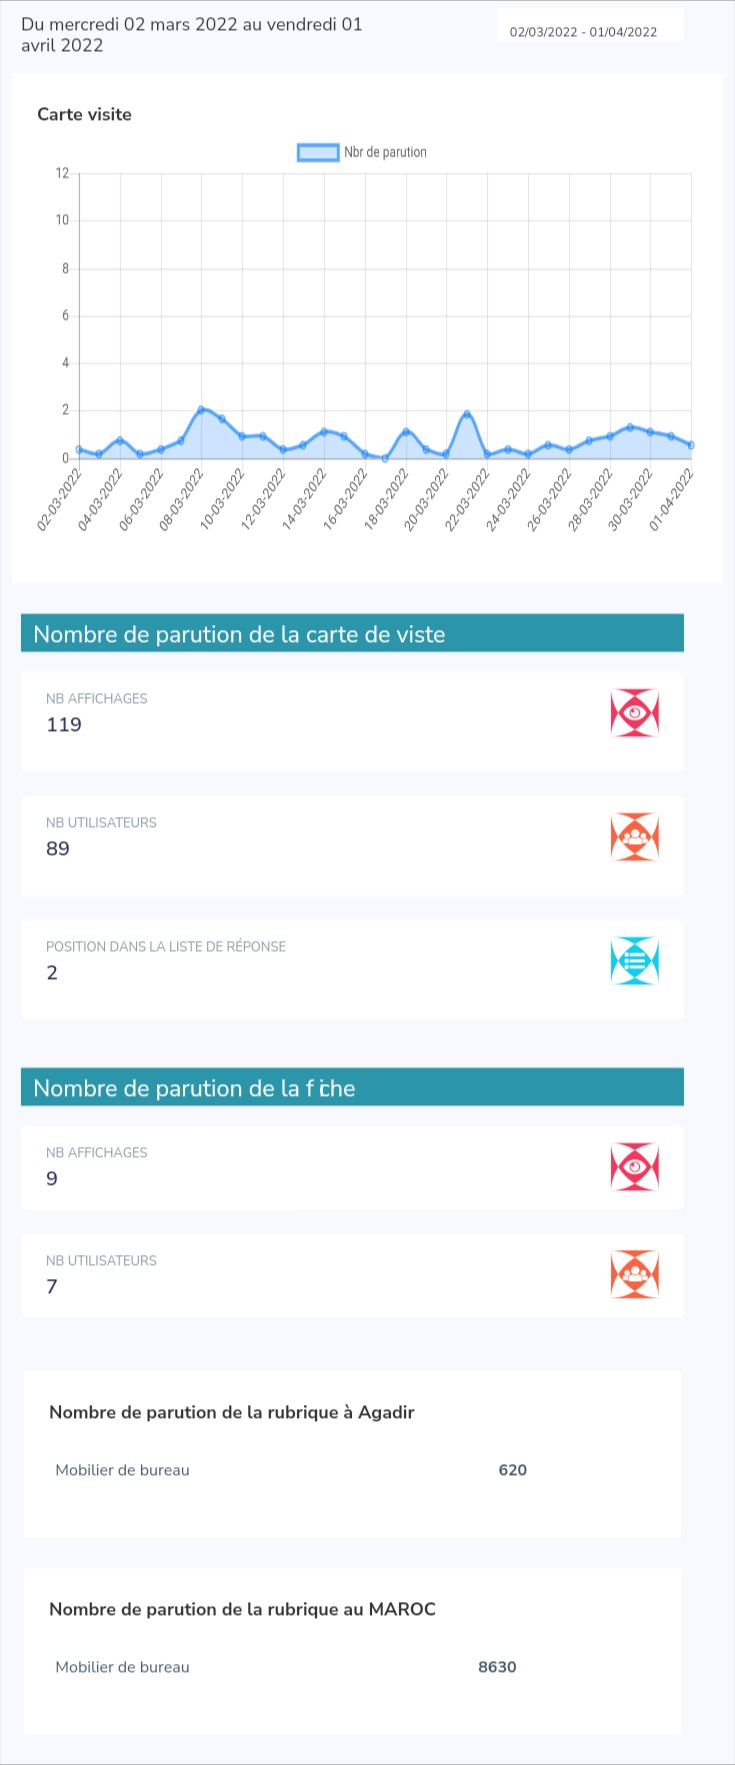 Du mercredi 02 mars 2022 au vendredi 01
avril 2022
02/03/2022 - 01/04/2022
Carte visite
Nbr de parution
12
10
8
6
4
2
0
02-03-2022
04-03-2022
06-03-2022
08-03-2022
10-03-2022
12-03-2022
14-03-2022
16-03-2022
18-03-2022
20-03-2022
22-03-2022
24-03-2022
26-03-2022
28-03-2022
30-03-2022
01-04-2022
Nombre de parution de la carte de viste
NB AFFICHAGES
119
NB UTILISATEURS
89
POSITION DANS LA LISTE DE RÉPONSE
2
Nombre de parution de la fiche
NB AFFICHAGES
9
NB UTILISATEURS
7
Nombre de parution de la rubrique à Agadir
Mobilier de bureau 620
Nombre de parution de la rubrique au MAROC
Mobilier de bureau 8630